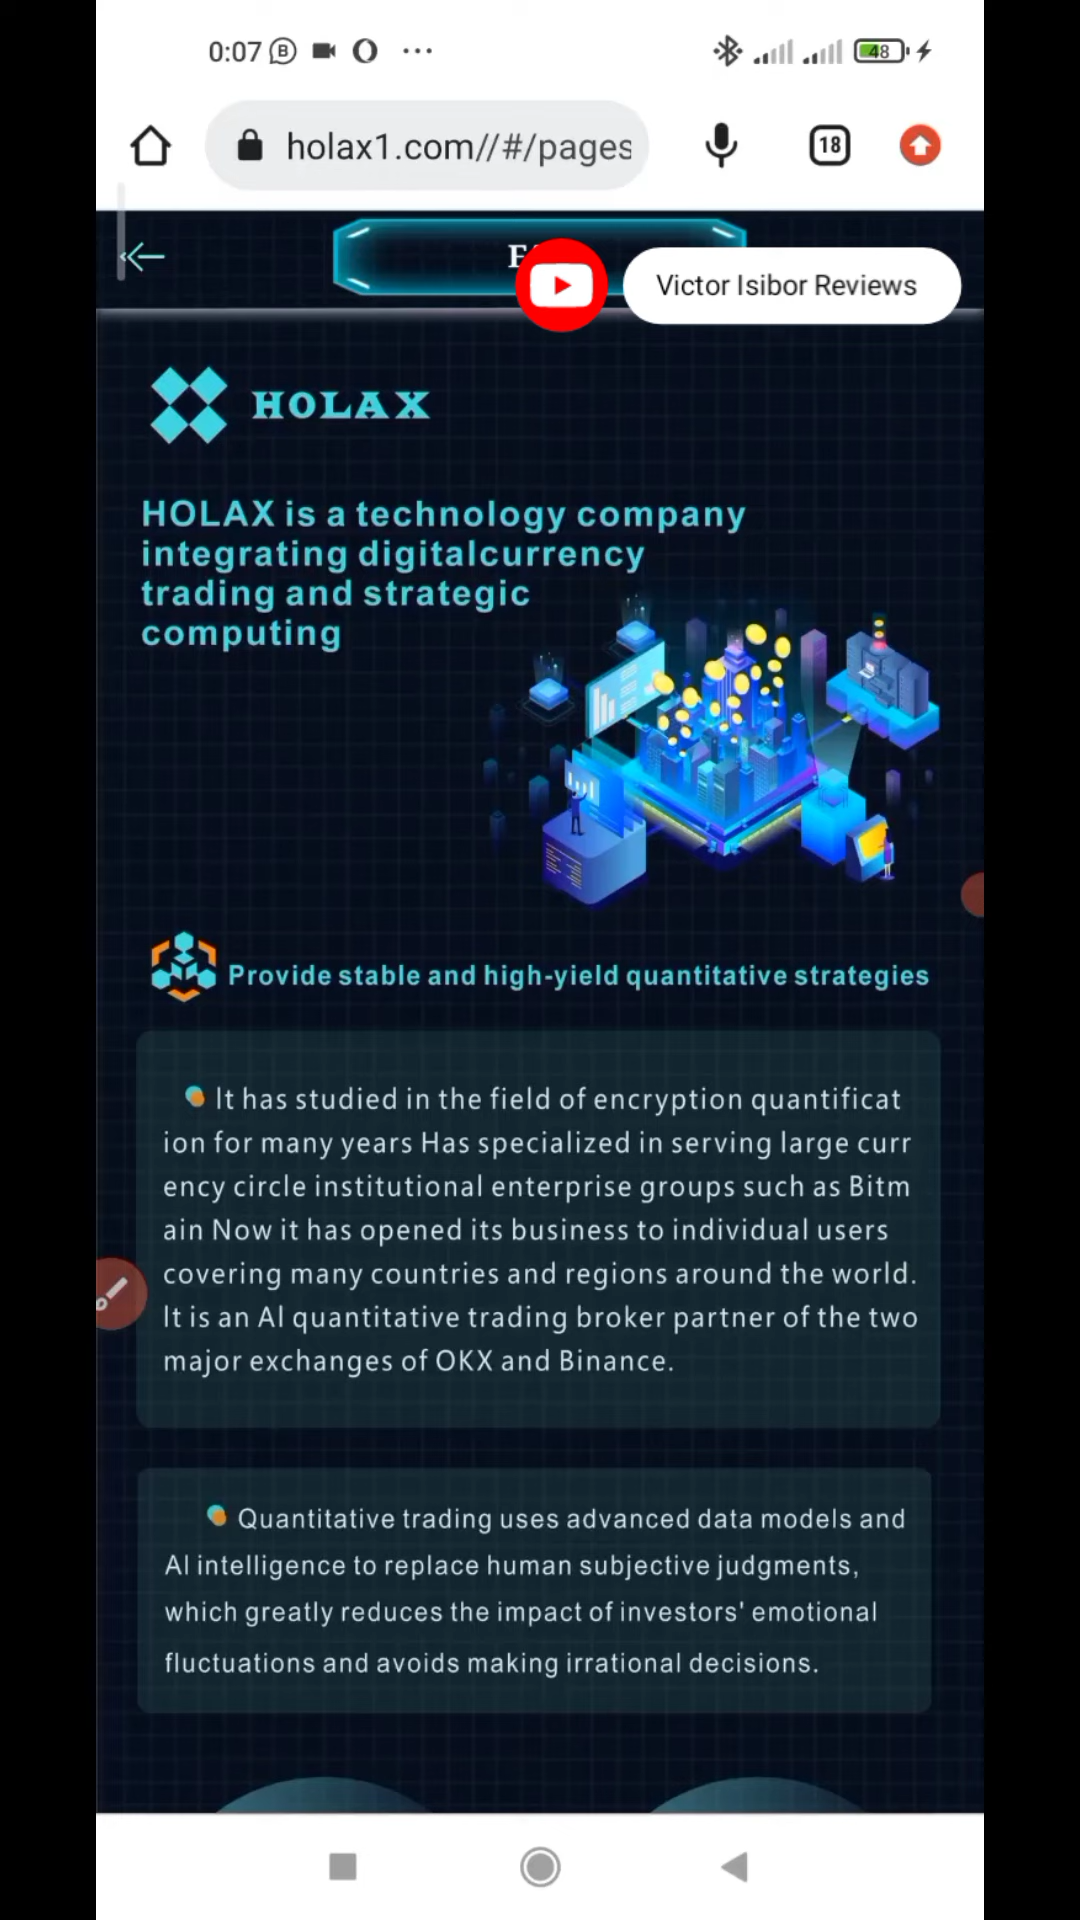 0:07
48
holax1.com//#/pages
18
Victor Isibor Reviews
HOLAX
HOLAX is a technology company
integrating digitalcurrency
trading and strategic
computing
Provide stable and high-yield quantitative strategies
It has studied in the field of encryption quantificat
ion for many years Has specialized in serving large curr
ency circle institutional enterprise groups such as Bitm
ain Now it has opened its business to individual users
covering many countries and regions around the world.
It is an AI quantitative trading broker partner of the two
major exchanges of OKX and Binance.
Quantitative trading uses advanced data models and
AI intelligence to replace human subjective judgments,
which greatly reduces the impact of investors' emotional
fluctuations and avoids making irrational decisions.